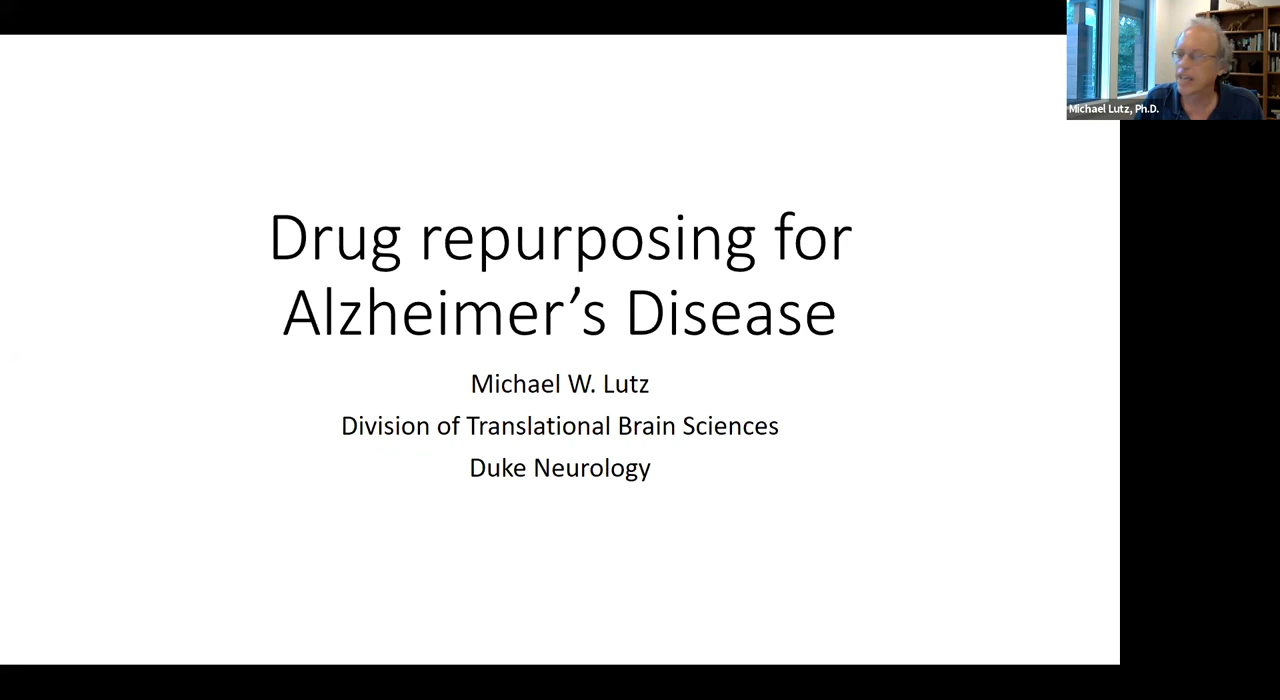 Drug repurposing for
Alzheimer’s Disease
Michael W. Lutz
Division of Translational Brain Sciences
Duke Neurology
Michael Lutz, Ph.D.